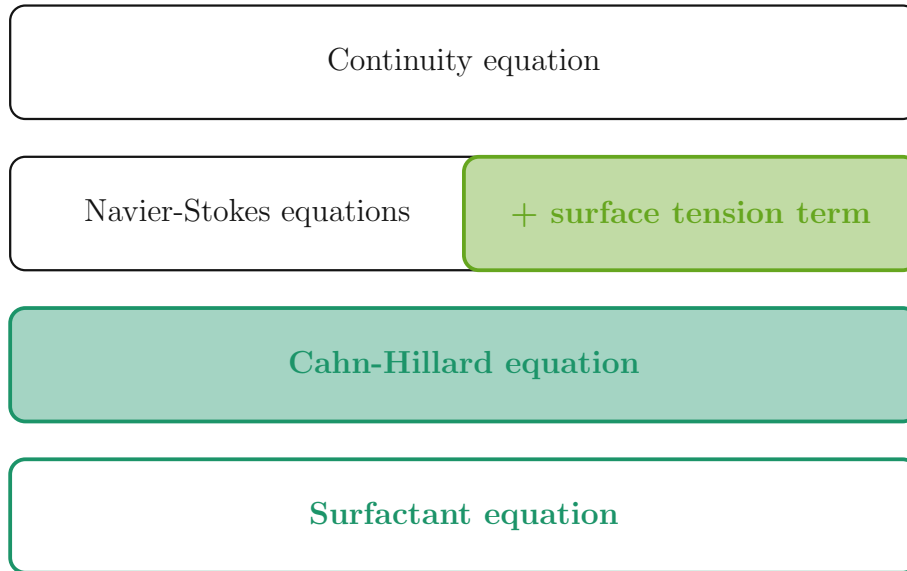 Continuity equation
Navier-Stokes equations + surface tension term
Cahn-Hillard equation
Surfactant equation